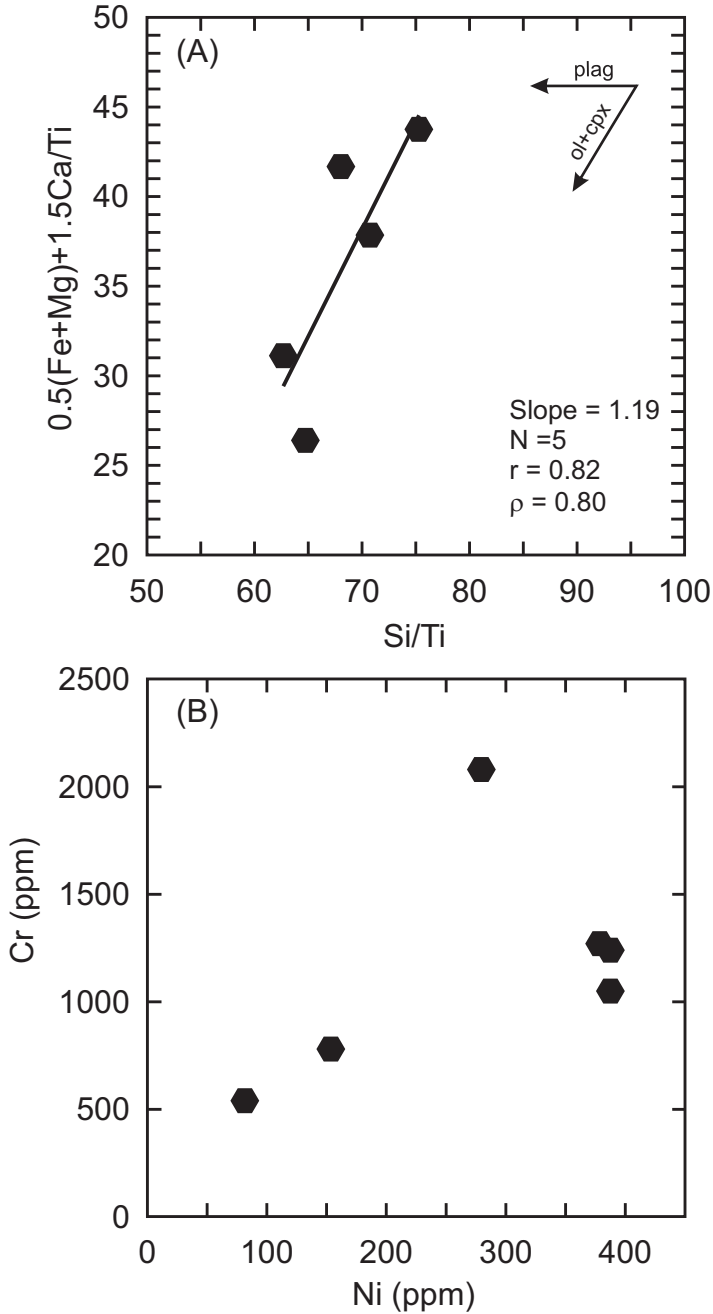 (A)
50
45
40
35
30
25
20
0.5(Fe+Mg)+1.5Ca/Ti
plag
ol+cpx
Slope = 1.19
N =5
r = 0.82
ρ = 0.80
50 60 70 80 90 100
Si/Ti
(B)
2500
2000
1500
1000
500
0
Cr (ppm)
0 100 200 300 400
Ni (ppm)